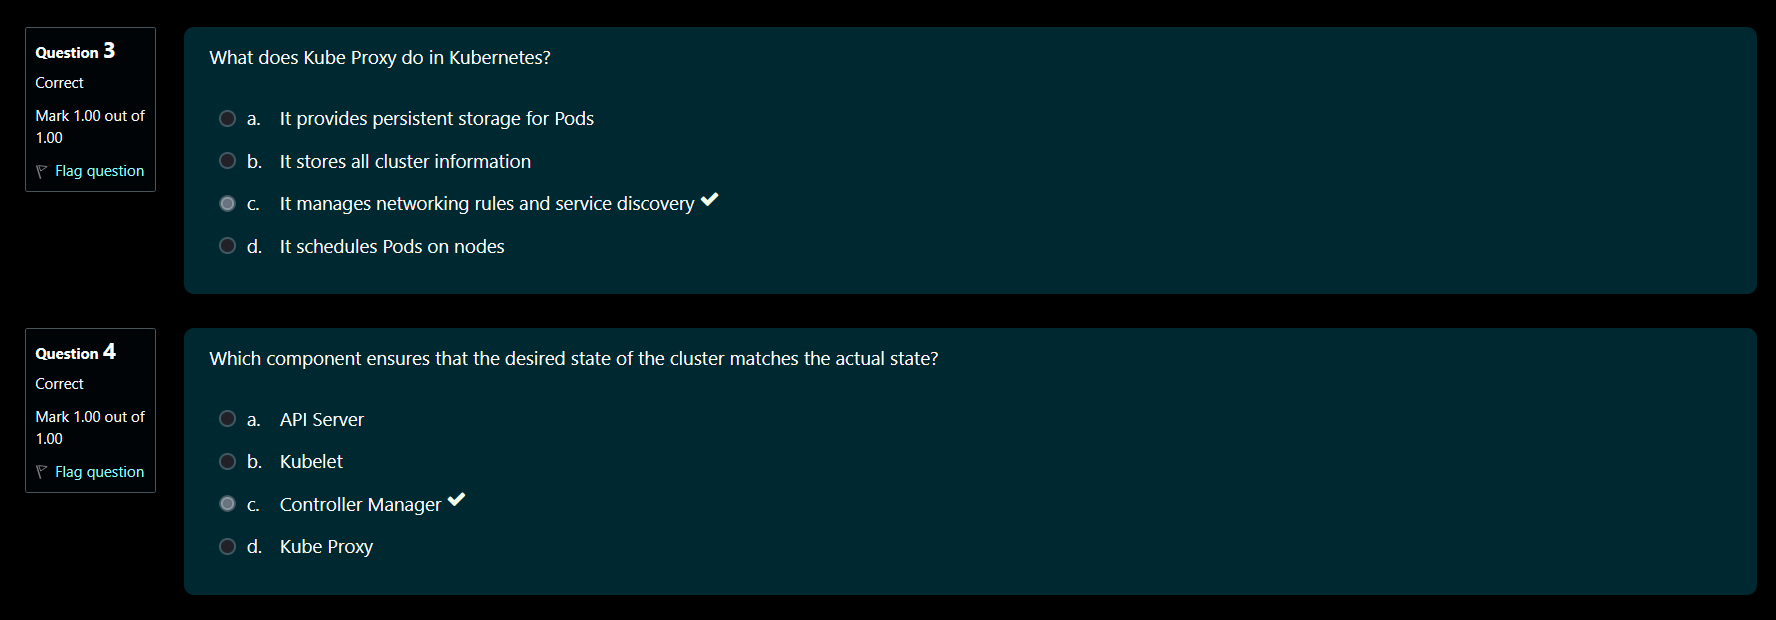 Question 3
Correct
Mark 1.00 out of
1.00
Flag question
What does Kube Proxy do in Kubernetes?
a. It provides persistent storage for Pods
b. It stores all cluster information
c. It manages networking rules and service discovery
d. It schedules Pods on nodes
Question 4
Correct
Mark 1.00 out of
1.00
Flag question
Which component ensures that the desired state of the cluster matches the actual state?
a. API Server
b. Kubelet
c. Controller Manager
d. Kube Proxy